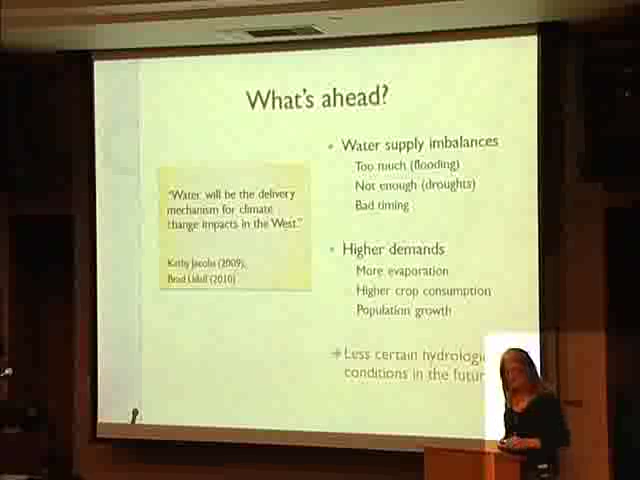 What's ahead?
"Water will be the delivery
mechanism for climate
change impacts in the West."
Kathy Jacobs (2009),
Brad Udall (2010)
• Water supply imbalances
Too much (flooding)
Not enough (droughts)
Bad timing
• Higher demands
More evaporation
Higher crop consumption
Population growth
Less certain hydrologic
conditions in the futur